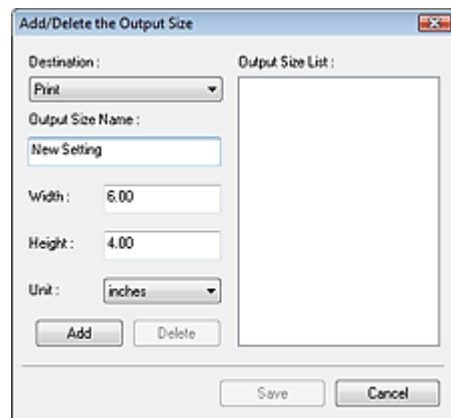 Add/Delete the Output Size
Destination :
Print
Output Size Name :
New Setting
Width :
6.00
Height :
4.00
Unit :
inches
Add
Delete
Output Size List :
Save
Cancel